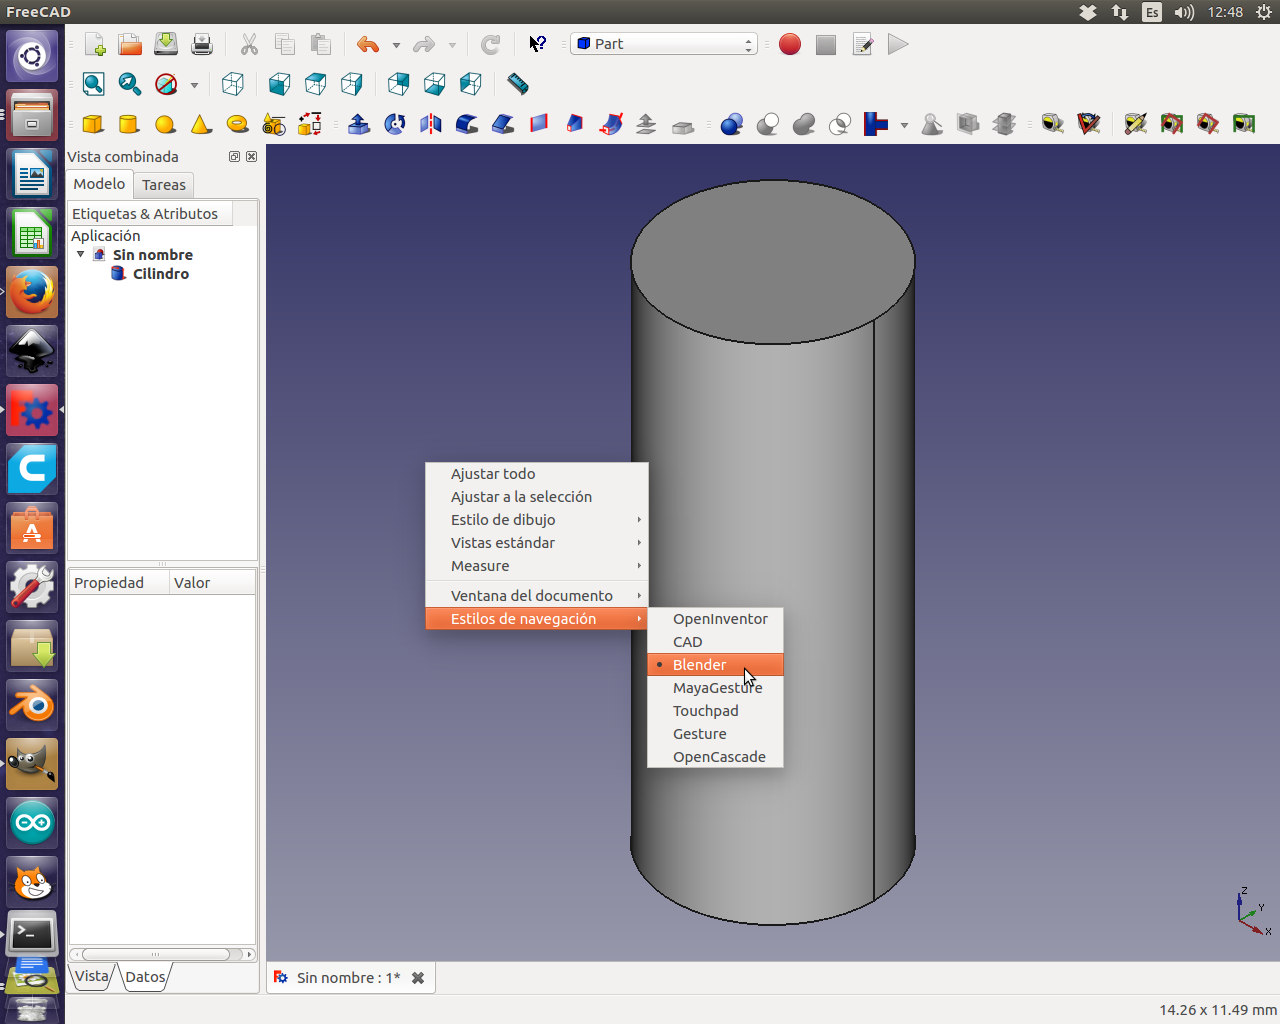 FreeCAD
Es
12:48
Part
Vista combinada
Modelo
Tareas
Etiquetas & Atributos
Aplicación
Sin nombre
Cilindro
Ajustar todo
Ajustar a la selección
Estilo de dibujo
Vistas estándar
Measure
Ventana del documento
Estilos de navegación
OpenInventor
CAD
Blender
MayaGesture
Touchpad
Gesture
OpenCascade
Propiedad
Valor
Z
Y
X
Vista
Datos
Sin nombre : 1*
14.26 x 11.49 mm